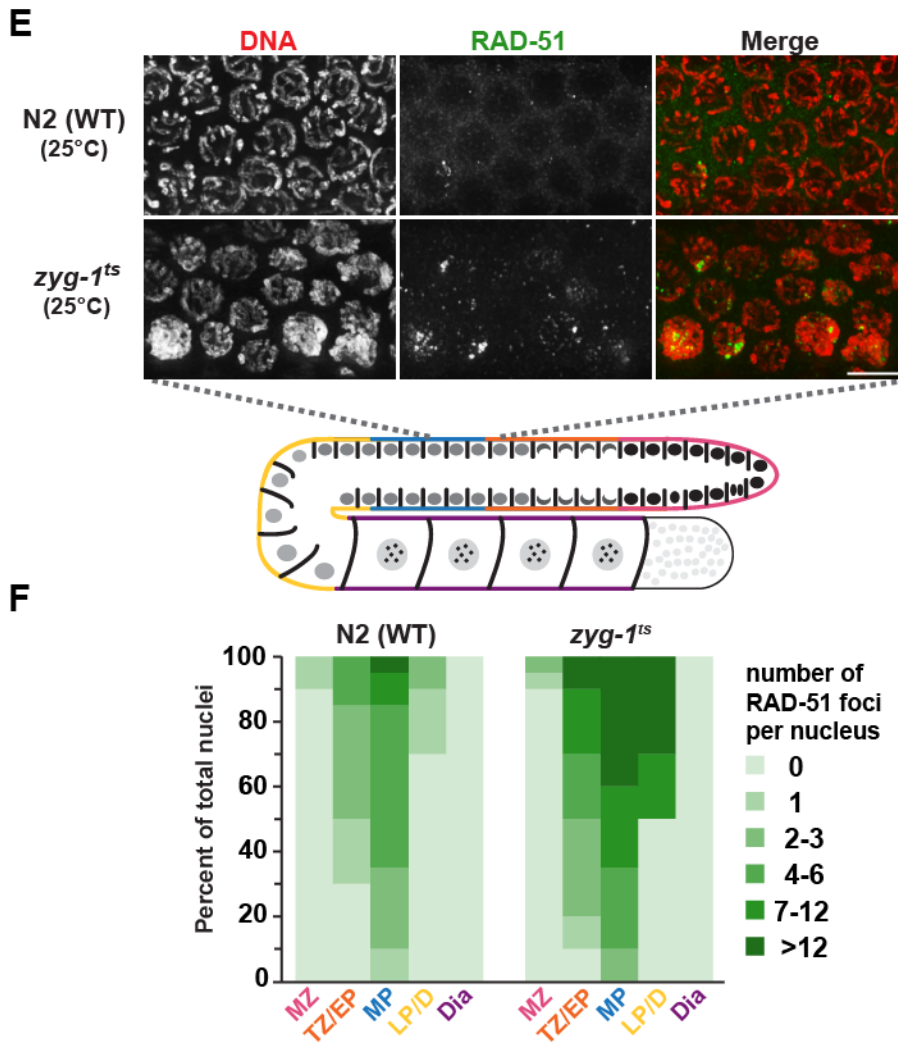 E
DNA RAD-51 Merge
N2 (WT)
(25°C)
zyg-1ts
(25°C)
F
N2 (WT) zyg-1ts
Percent of total nuclei
100
80
60
40
20
0
MZ TZ/EP MP LP/D Dia
MZ TZ/EP MP LP/D Dia
number of
RAD-51 foci
per nucleus
0
1
2-3
4-6
7-12
>12